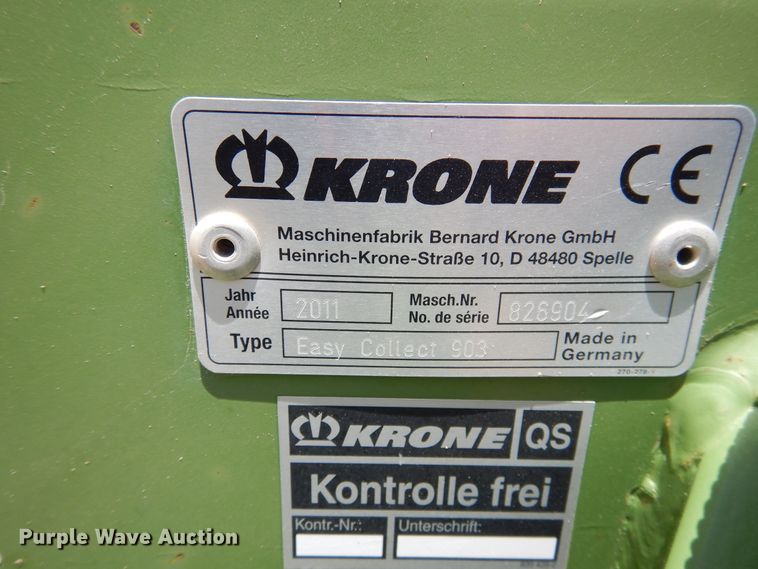 KRONE CE
Maschinenfabrik Bernard Krone GmbH
Heinrich-Krone-Straße 10, D 48480 Spelle
Jahr
Année 2011
Masch.Nr.
No. de série 826904
Type Easy Collect 903
Made in
Germany
KRONE QS
Kontrolle frei
Kontr.-Nr.: Unterschrift:
Purple Wave Auction